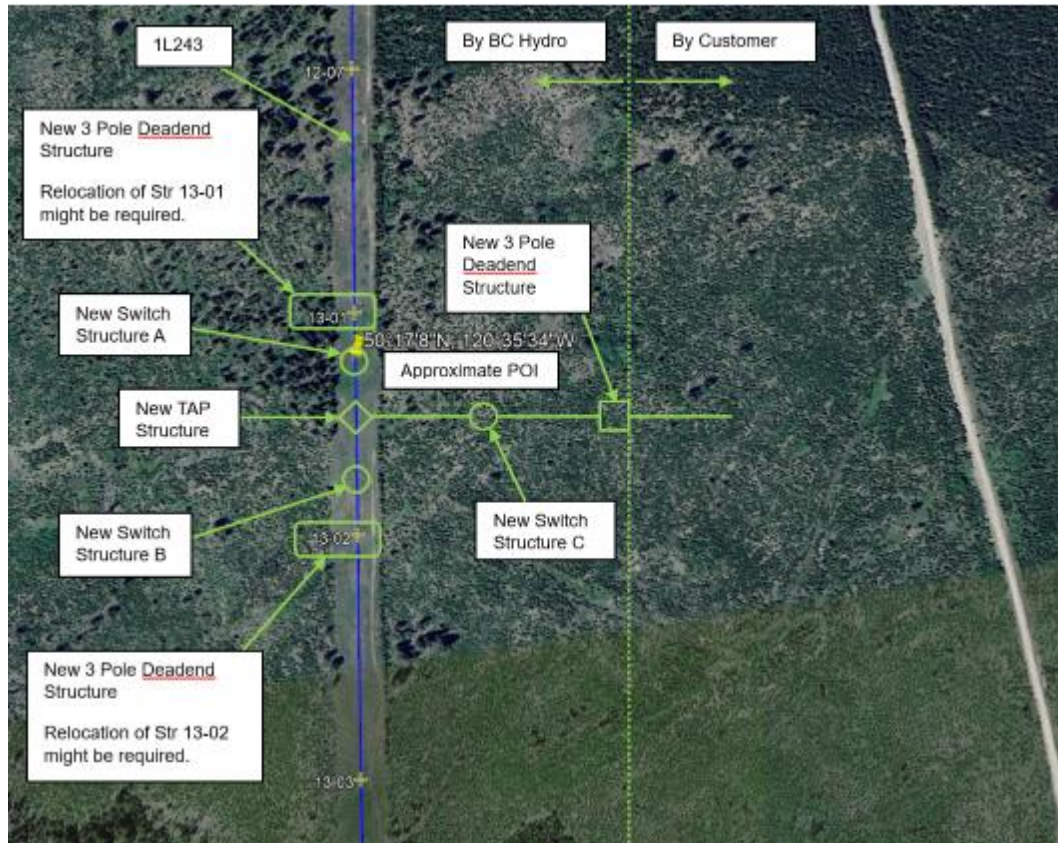 1L243
By BC Hydro
By Customer
12-07
New 3 Pole Deadend
Structure
Relocation of Str 13-01
might be required.
New 3 Pole
Deadend
Structure
13-01
New Switch
Structure A
50°17'8"N, 120°35'34"W
Approximate POI
New TAP
Structure
New Switch
Structure B
New Switch
Structure C
13-02
New 3 Pole Deadend
Structure
Relocation of Str 13-02
might be required.
13-03